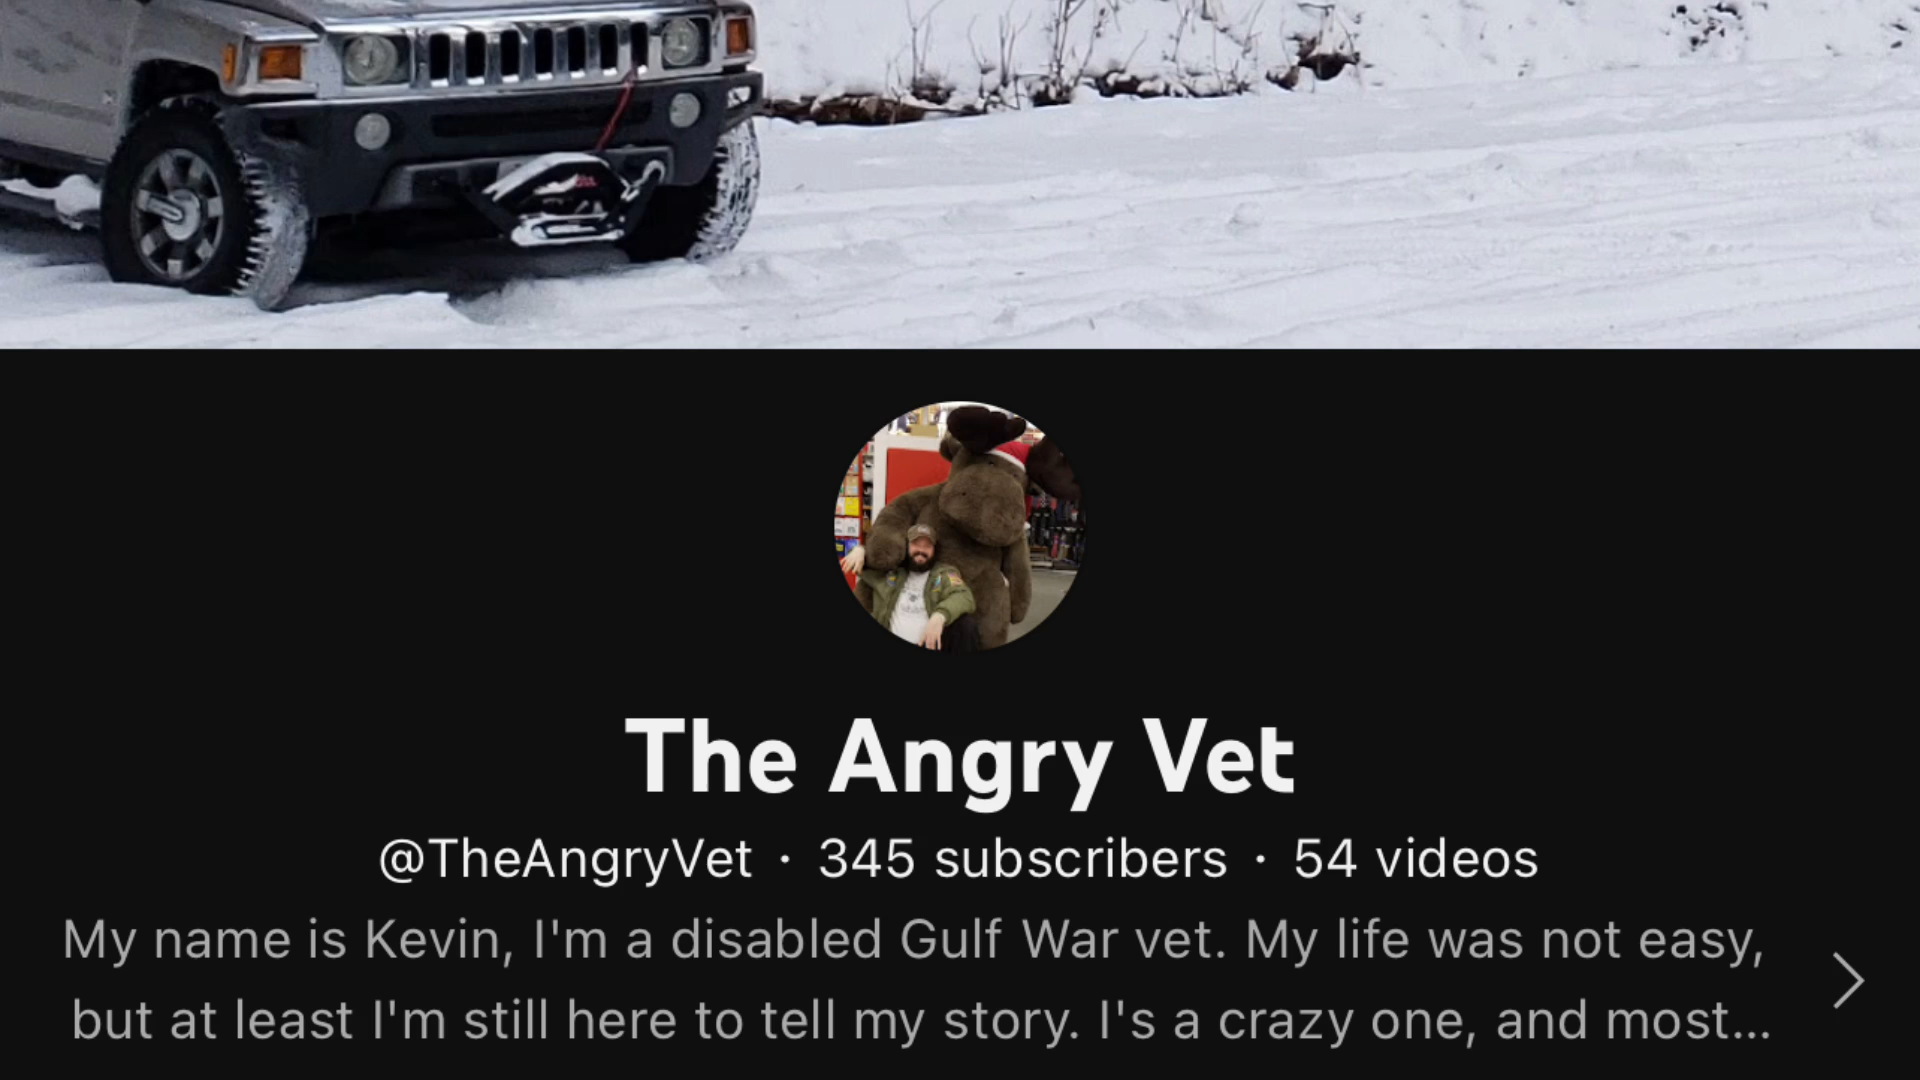 The Angry Vet
@TheAngryVet · 345 subscribers · 54 videos
My name is Kevin, I'm a disabled Gulf War vet. My life was not easy,
but at least I'm still here to tell my story. I's a crazy one, and most...